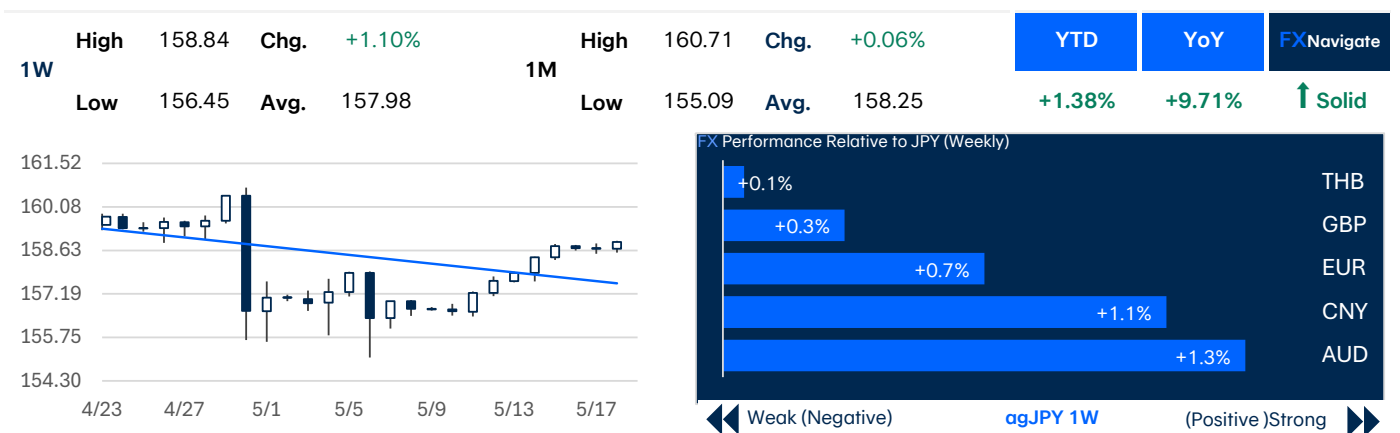 1W
High 158.84 Chg. +1.10%
Low 156.45 Avg. 157.98
1M
High 160.71 Chg. +0.06%
Low 155.09 Avg. 158.25
YTD YoY FXNavigate
+1.38% +9.71% Solid
161.52
160.08
158.63
157.19
155.75
154.30
4/23 4/27 5/1 5/5 5/9 5/13 5/17
FX Performance Relative to JPY (Weekly)
+0.1% THB
+0.3% GBP
+0.7% EUR
+1.1% CNY
+1.3% AUD
Weak (Negative) agJPY 1W (Positive )Strong